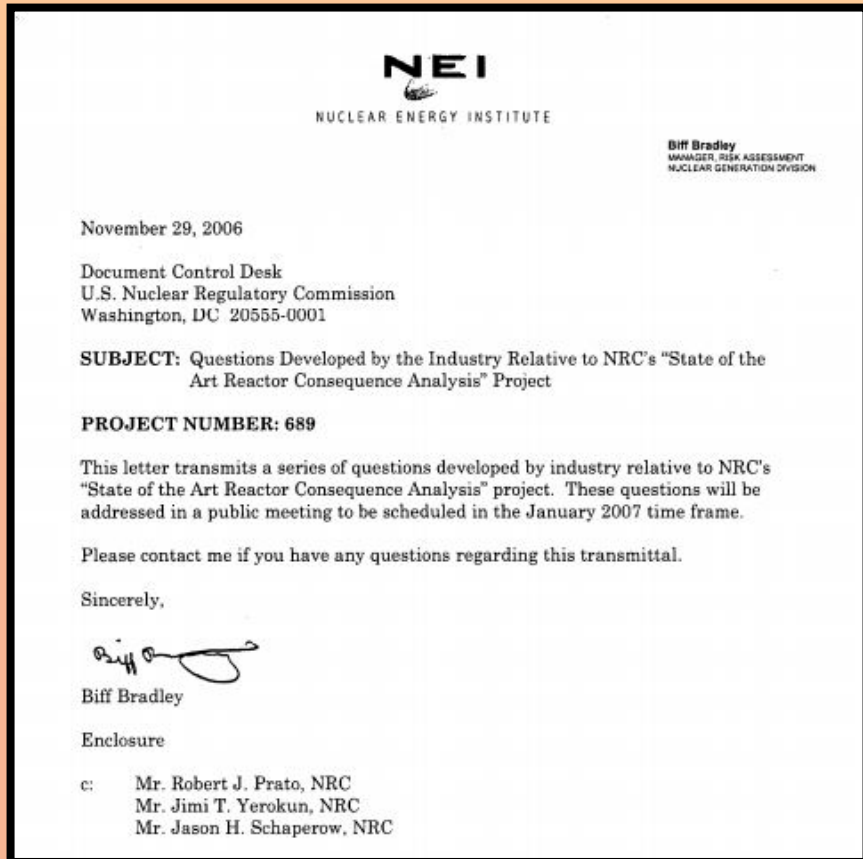 NEI
NUCLEAR ENERGY INSTITUTE
Biff Bradley
MANAGER, RISK ASSESSMENT
NUCLEAR GENERATION DIVISION
November 29, 2006
Document Control Desk
U.S. Nuclear Regulatory Commission
Washington, DC 20555-0001
SUBJECT: Questions Developed by the Industry Relative to NRC's "State of the
Art Reactor Consequence Analysis" Project
PROJECT NUMBER: 689
This letter transmits a series of questions developed by industry relative to NRC's
"State of the Art Reactor Consequence Analysis" project. These questions will be
addressed in a public meeting to be scheduled in the January 2007 time frame.
Please contact me if you have any questions regarding this transmittal.
Sincerely,
Biff Bradley
Enclosure
c: Mr. Robert J. Prato, NRC
Mr. Jimi T. Yerokun, NRC
Mr. Jason H. Schaperow, NRC